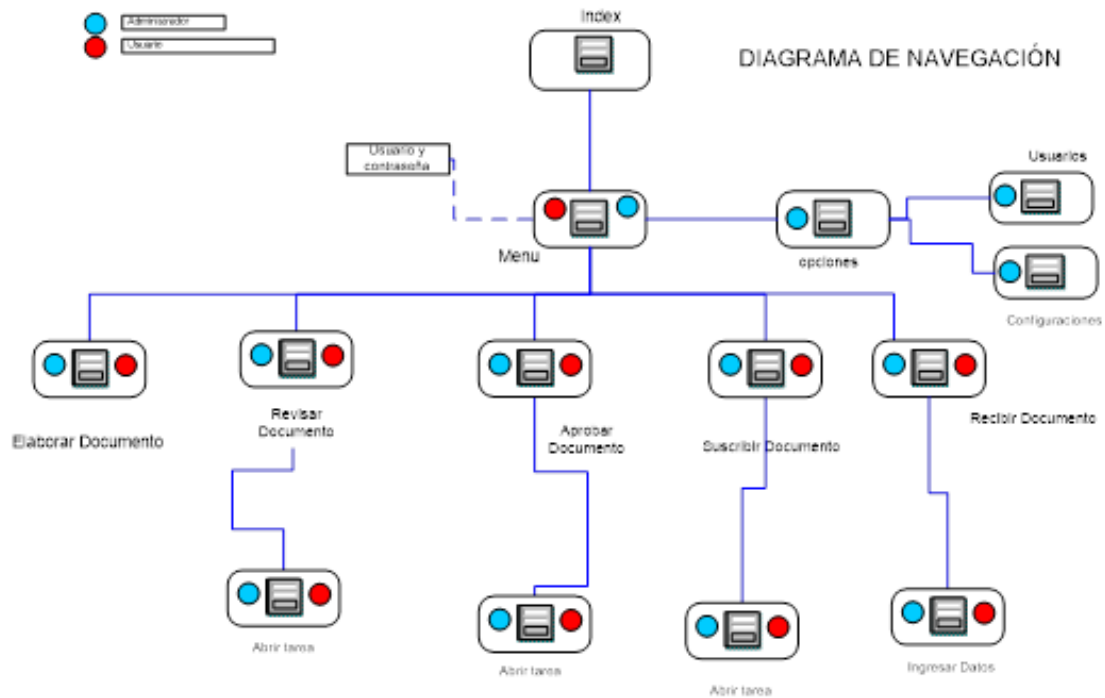 Administrador
Usuario
Index
DIAGRAMA DE NAVEGACIÓN
Usuario y
contraseña
Usuarios
Menu
opciones
Configuraciones
Elaborar Documento
Revisar
Documento
Aprobar
Documento
Suscribir Documento
Recibir Documento
Abrir tarea
Abrir tarea
Abrir tarea
Ingresar Datos